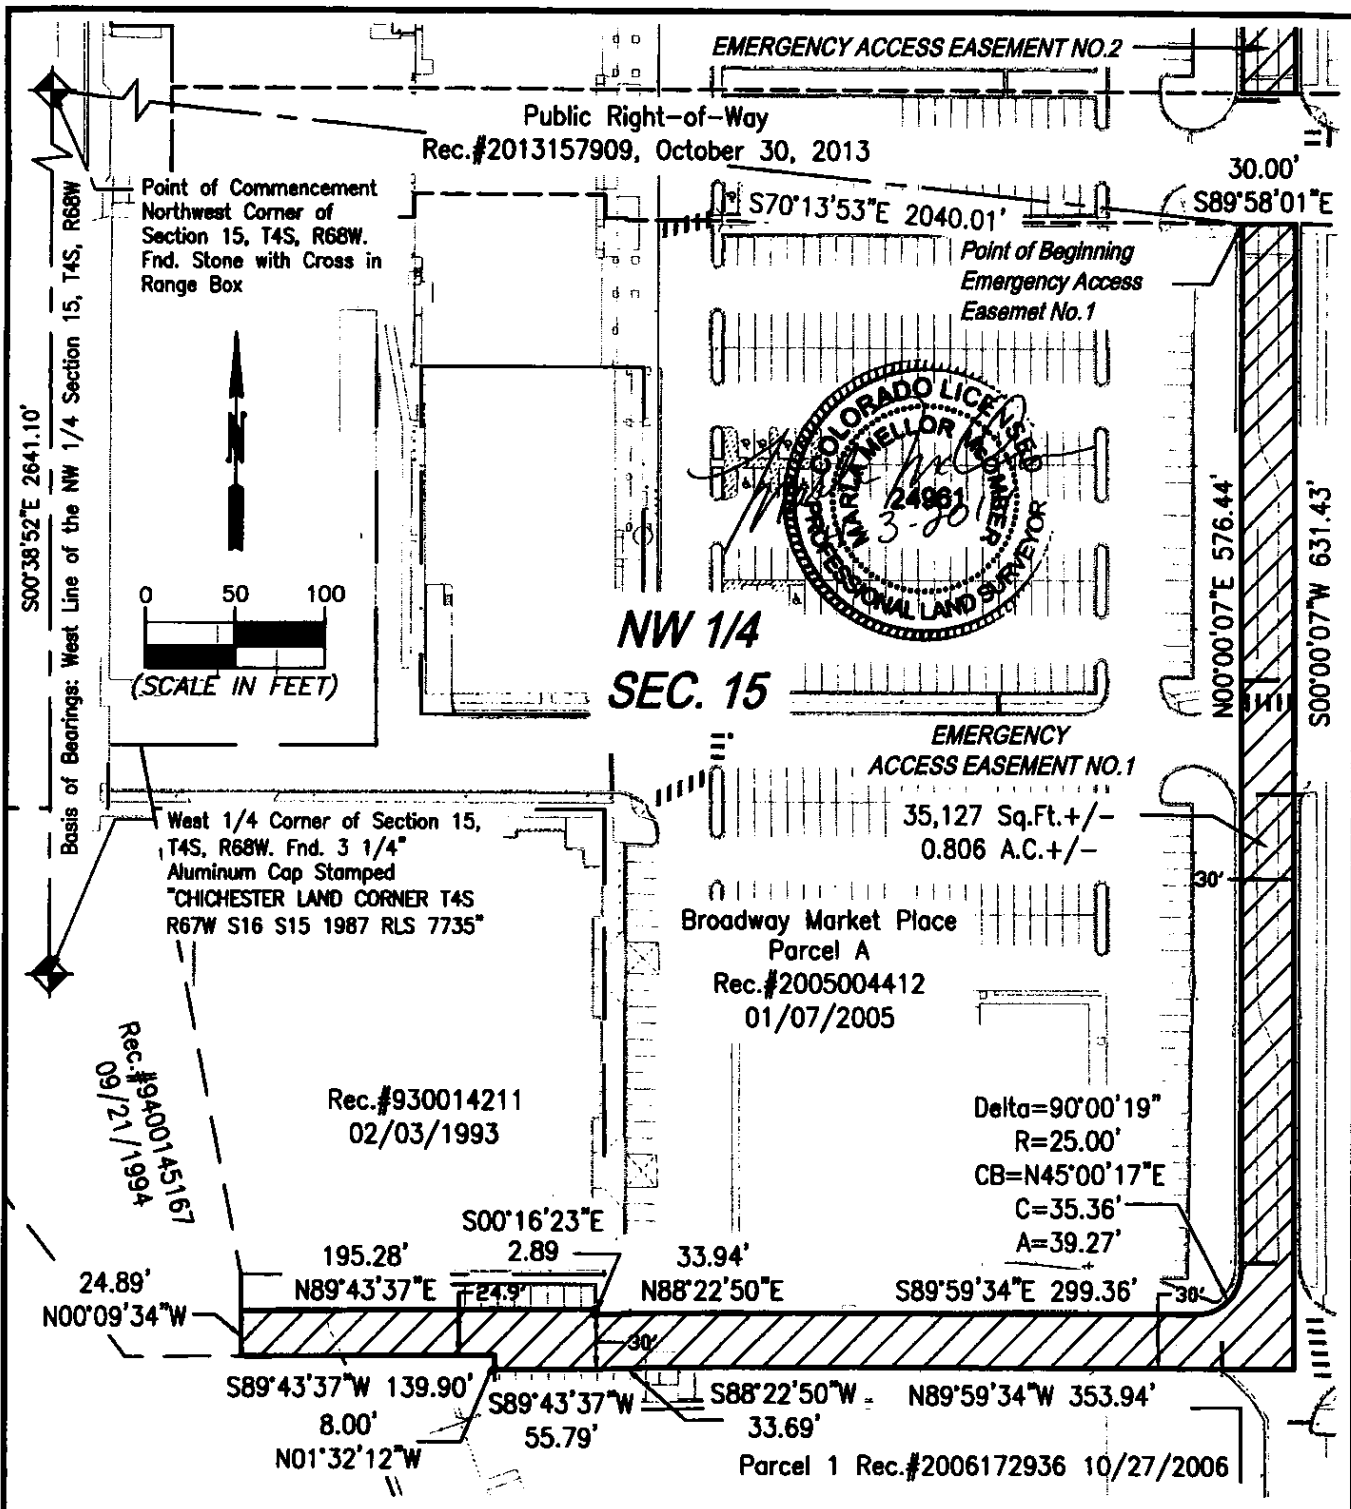 EMERGENCY ACCESS EASEMENT NO.2
Public Right-of-Way
Rec.#2013157909, October 30, 2013
30.00'
S89°58'01"E
Point of Commencement
Northwest Corner of
Section 15, T4S, R68W.
Fnd. Stone with Cross in
Range Box
S70°13'53"E 2040.01'
Point of Beginning
Emergency Access
Easemet No.1
S00°38'52"E 2641.10'
Basis of Bearings: West Line of the NW 1/4 Section 15, T4S, R68W
N
0 50 100
(SCALE IN FEET)
COLORADO LICENSED
MARLA MELLOR McOMBER
24961
PROFESSIONAL LAND SURVEYOR
NW 1/4
SEC. 15
N00°00'07"E 576.44'
S00°00'07"W 631.43'
EMERGENCY
ACCESS EASEMENT NO.1
35,127 Sq.Ft.+/-
0.806 A.C.+/-
30'
West 1/4 Corner of Section 15,
T4S, R68W. Fnd. 3 1/4"
Aluminum Cap Stamped
"CHICHESTER LAND CORNER T4S
R67W S16 S15 1987 RLS 7735"
Broadway Market Place
Parcel A
Rec.#2005004412
01/07/2005
Rec.#9400145167
09/21/1994
Rec.#930014211
02/03/1993
Delta=90°00'19"
R=25.00'
CB=N45°00'17"E
C=35.36'
A=39.27'
S00°16'23"E
2.89
195.28'
N89°43'37"E
24.9'
33.94'
N88°22'50"E
S89°59'34"E 299.36'
30'
24.89'
N00°09'34"W
30'
S89°43'37"W 139.90'
8.00'
N01°32'12"W
S89°43'37"W
55.79'
S88°22'50"W
33.69'
N89°59'34"W 353.94'
Parcel 1 Rec.#2006172936 10/27/2006